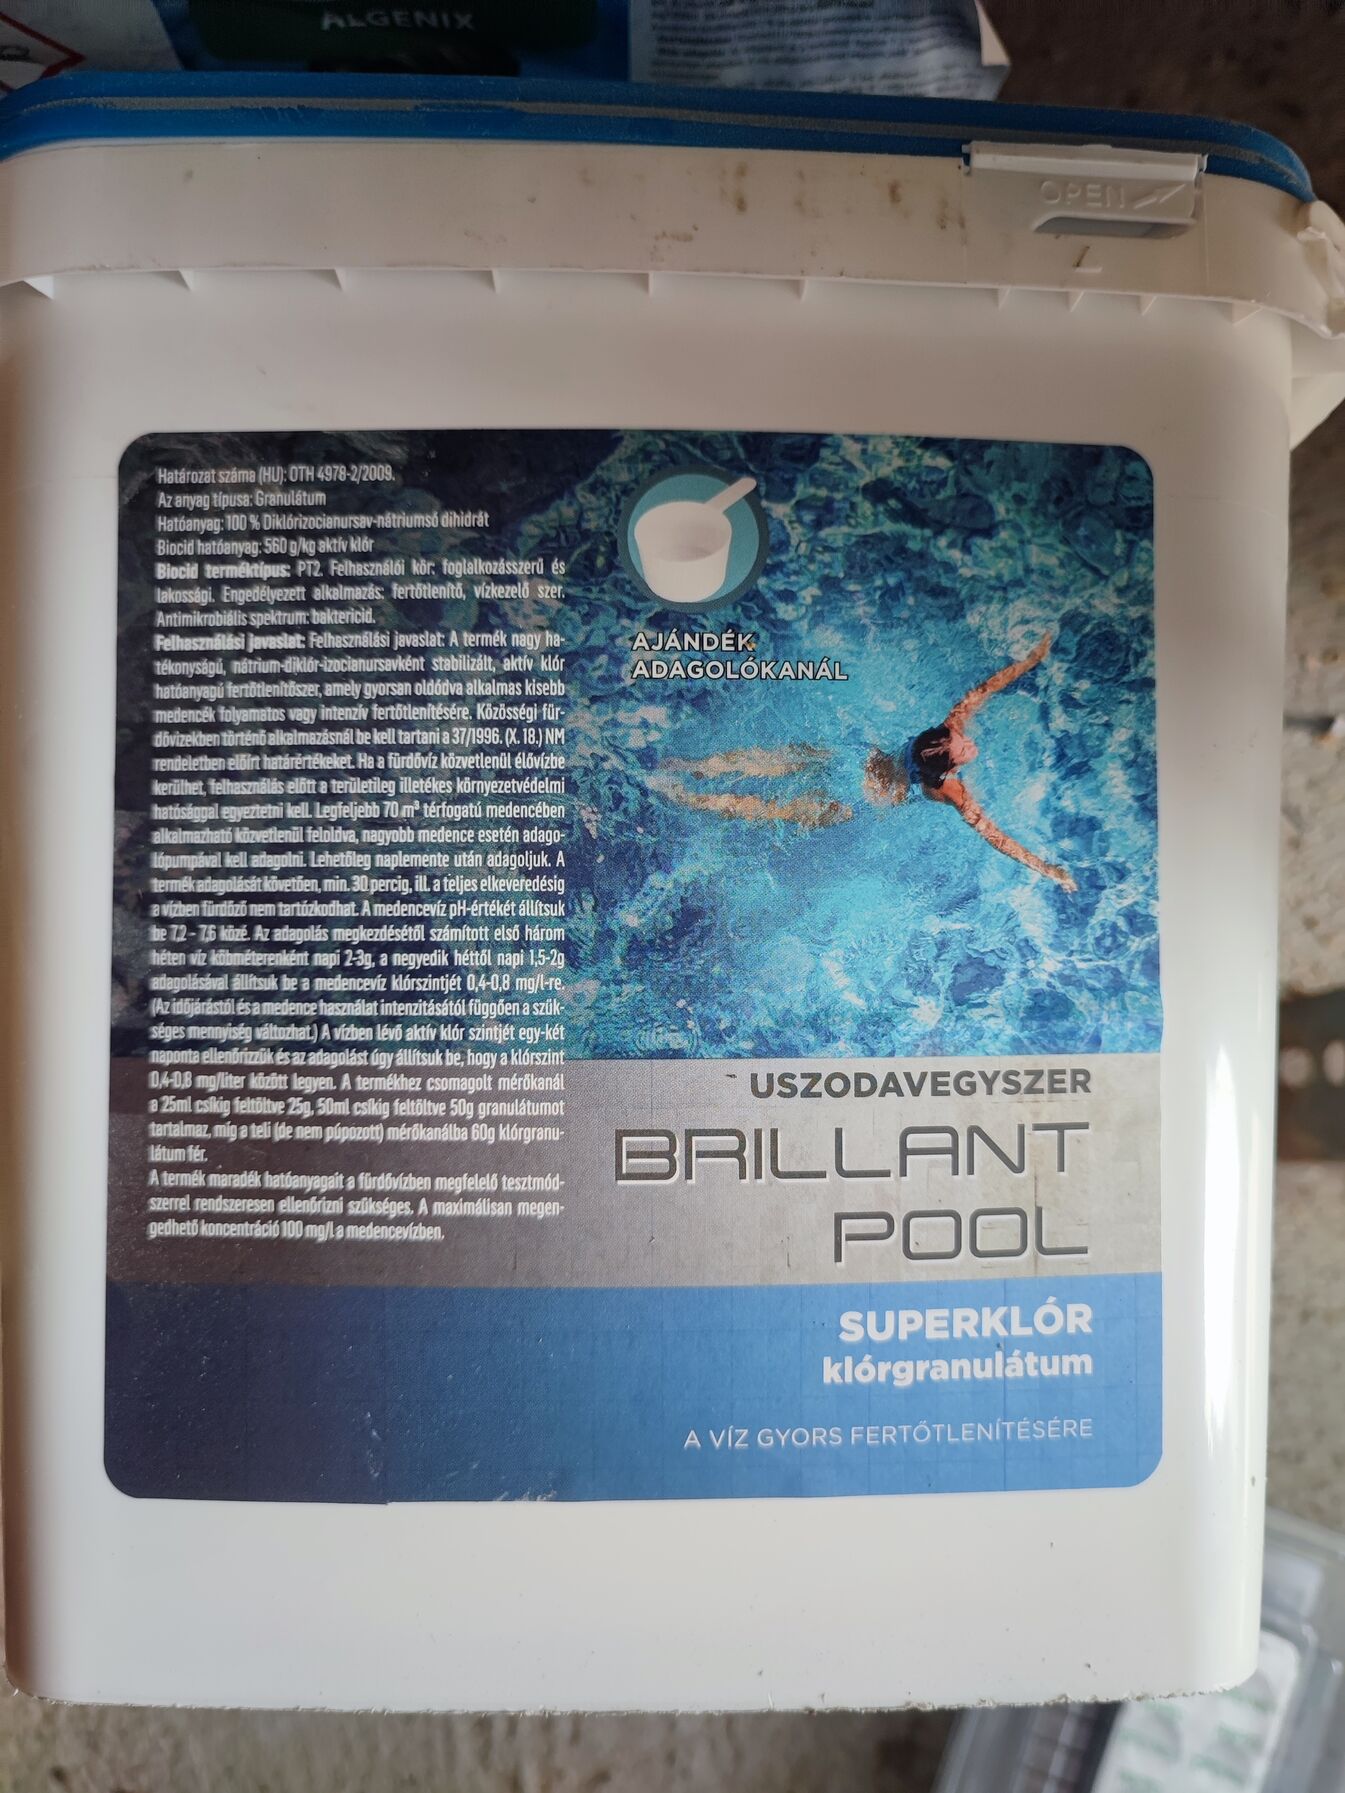 ALGENIX
OPEN
Határozat száma (HU): OTH 4978-2/2009.
Az anyag típusa: Granulátum
Hatóanyag: 100 % Diklórizocianursav-nátriumsó dihidrát
Biocid hatóanyag: 560 g/kg aktív klór
Biocid terméktípus: PT2. Felhasználói kör: foglalkozásszerű és
lakossági. Engedélyezett alkalmazás: fertőtlenítő, vízkezelő szer.
Antimikrobiális spektrum: baktericid.
Felhasználási javaslat: Felhasználási javaslat: A termék nagy ha-
tékonyságú, nátrium-diklór-izocianursavként stabilizált, aktív klór
hatóanyagú fertőtlenítőszer, amely gyorsan oldódva alkalmas kisebb
medencék folyamatos vagy intenzív fertőtlenítésére. Közösségi für-
dővizekben történő alkalmazásnál be kell tartani a 37/1996. (X. 18.) NM
rendeletben előírt határértékeket. Ha a fürdővíz közvetlenül élővízbe
kerülhet, felhasználás előtt a területileg illetékes környezetvédelmi
hatósággal egyeztetni kell. Legfeljebb 70 m³ térfogatú medencében
alkalmazható közvetlenül feloldva, nagyobb medence esetén adago-
lópumpával kell adagolni. Lehetőleg naplemente után adagoljuk. A
termék adagolását követően, min. 30 percig, ill. a teljes elkeveredésig
a vízben fürdőző nem tartózkodhat. A medencevíz pH-értékét állítsuk
be 7,2 - 7,6 közé. Az adagolás megkezdésétől számított első három
héten víz köbméterenként napi 2-3g, a negyedik héttől napi 1,5-2g
adagolásával állítsuk be a medencevíz klórszintjét 0,4-0,8 mg/l-re.
(Az időjárástól és a medence használat intenzitásától függően a szük-
séges mennyiség változhat.) A vízben lévő aktív klór szintjét egy-két
naponta ellenőrizzük és az adagolást úgy állítsuk be, hogy a klórszint
0,4-0,8 mg/liter között legyen. A termékhez csomagolt mérőkanál
a 25ml csíkig feltöltve 25g, 50ml csíkig feltöltve 50g granulátumot
tartalmaz, míg a teli (de nem púpozott) mérőkanálba 60g klórgranu-
látum fér.
A termék maradék hatóanyagait a fürdővízben megfelelő tesztmód-
szerrel rendszeresen ellenőrizni szükséges. A maximálisan megen-
gedhető koncentráció 100 mg/l a medencevízben.
AJÁNDÉK
ADAGOLÓKANÁL
USZODAVEGYSZER
BRILLANT
POOL
SUPERKLÓR
klórgranulátum
A VÍZ GYORS FERTŐTLENÍTÉSÉRE